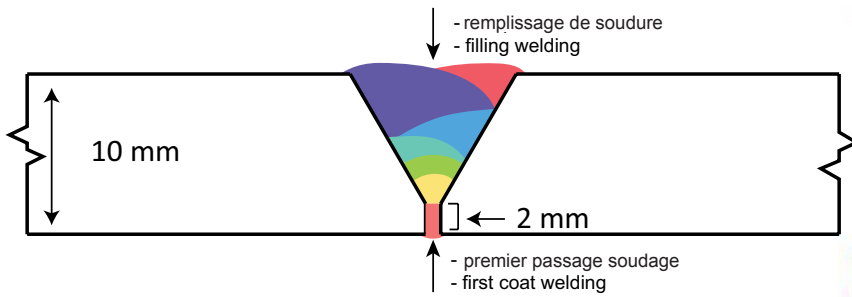 - remplissage de soudure
- filling welding
10 mm
2 mm
- premier passage soudage
- first coat welding